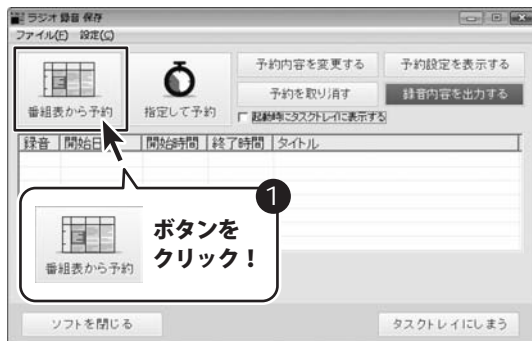 ラジオ 録音 保存
ファイル(F) 設定(C)
番組表から予約
指定して予約
予約内容を変更する
予約設定を表示する
予約を取り消す
録音内容を出力する
起動時にタスクトレイに表示する
録音 開始日 開始時間 終了時間 タイトル
1
番組表から予約
ボタンを
クリック！
ソフトを閉じる
タスクトレイにしまう